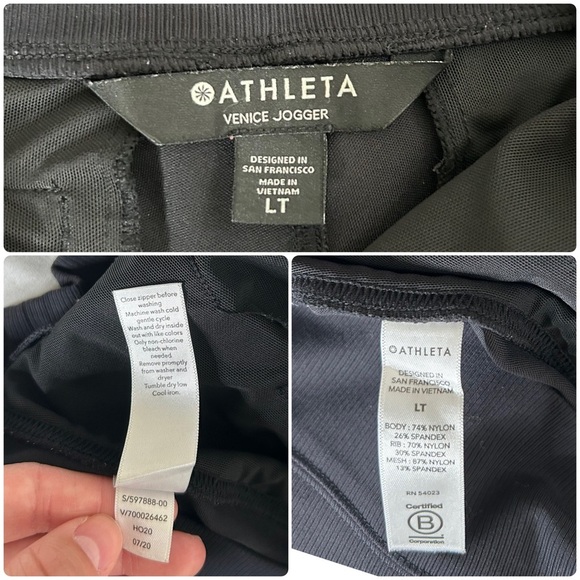 ATHLETA
VENICE JOGGER
DESIGNED IN
SAN FRANCISCO
MADE IN
VIETNAM
LT
Close zipper before
washing
Machine wash cold
gentle cycle
Wash and dry inside
out with like colors
Only non-chlorine
bleach when
needed.
Remove promptly
from washer and
dryer
Tumble dry low
Cool iron.
S/597888-00
V/700026462
HO20
07/20
ATHLETA
DESIGNED IN
SAN FRANCISCO
MADE IN VIETNAM
LT
BODY : 74% NYLON
26% SPANDEX
RIB : 70% NYLON
30% SPANDEX
MESH : 87% NYLON
13% SPANDEX
RN 54023
Certified
B
Corporation